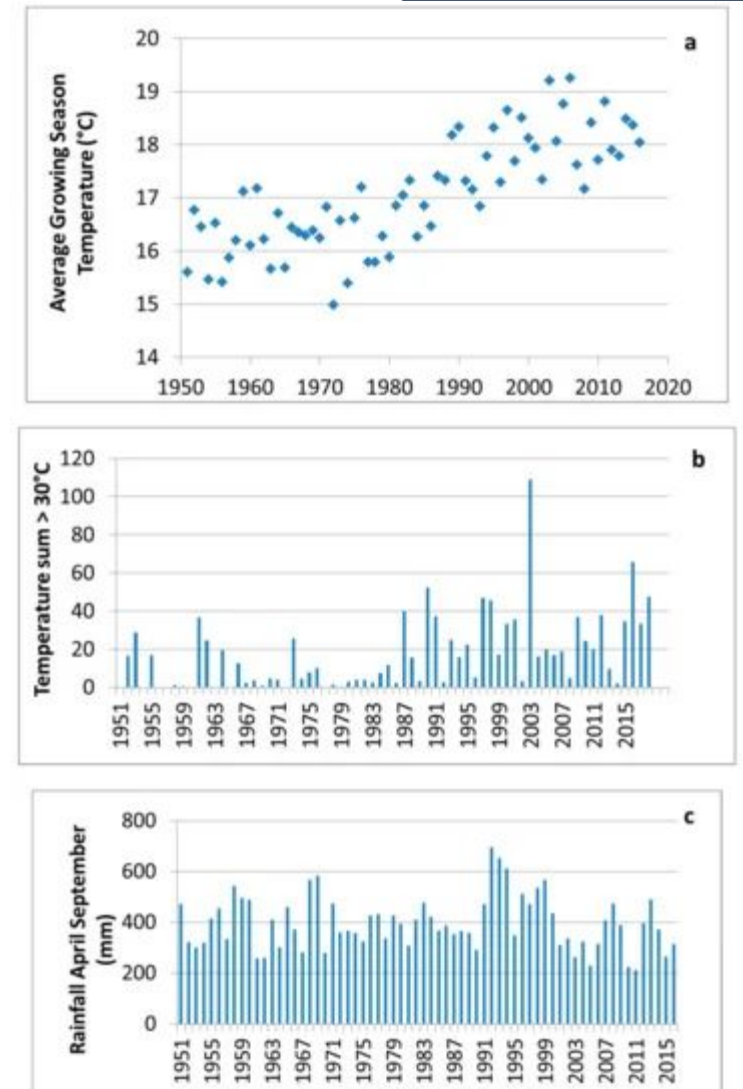 a
Average Growing Season
Temperature (°C)
20
19
18
17
16
15
14
1950 1960 1970 1980 1990 2000 2010 2020
b
Temperature sum > 30°C
120
100
80
60
40
20
0
1951 1955 1959 1963 1967 1971 1975 1979 1983 1987 1991 1995 1999 2003 2007 2011 2015
c
Rainfall April September
(mm)
800
600
400
200
0
1951 1955 1959 1963 1967 1971 1975 1979 1983 1987 1991 1995 1999 2003 2007 2011 2015